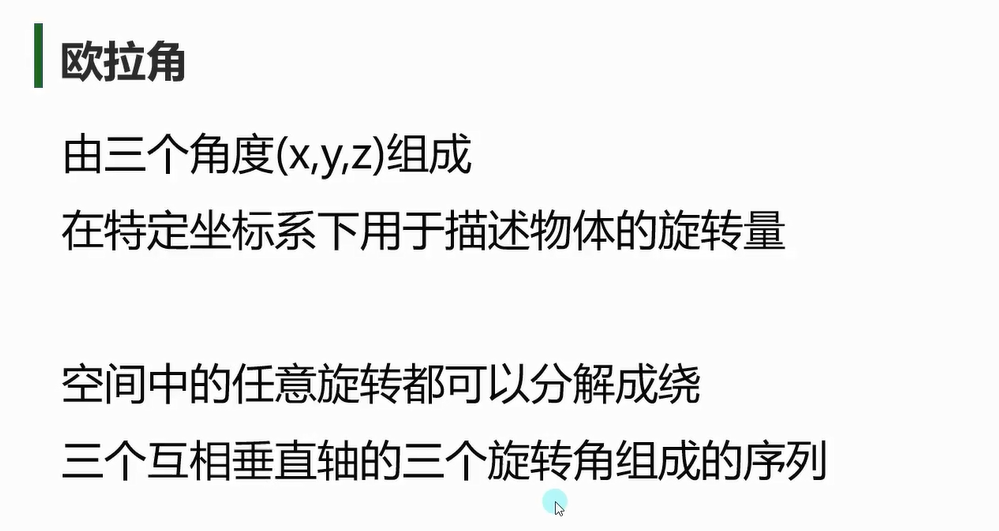 欧拉角
由三个角度(x,y,z)组成
在特定坐标系下用于描述物体的旋转量
空间中的任意旋转都可以分解成绕
三个互相垂直轴的三个旋转角组成的序列